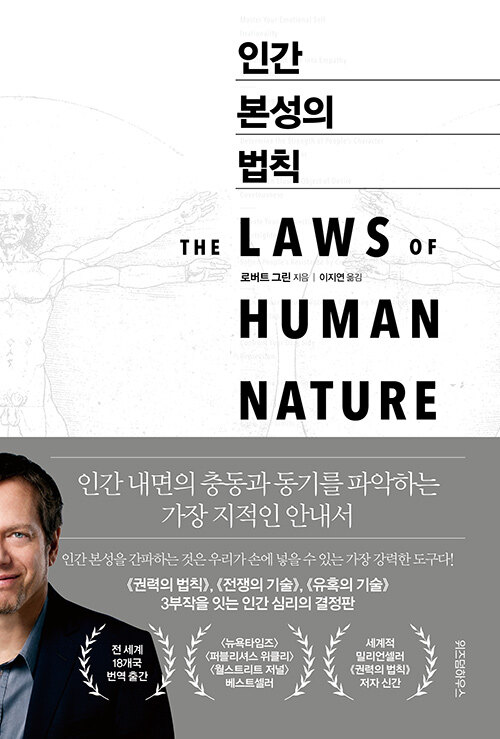 인간
본성의
법칙
THE LAWS OF
로버트 그린 지음 | 이지연 옮김
HUMAN
NATURE
인간 내면의 충동과 동기를 파악하는
가장 지적인 안내서
인간 본성을 간파하는 것은 우리가 손에 넣을 수 있는 가장 강력한 도구다!
《권력의 법칙》, 《전쟁의 기술》, 《유혹의 기술》
3부작을 잇는 인간 심리의 결정판
전 세계
18개국
번역 출간
〈뉴욕타임즈〉
〈퍼블리셔스 위클리〉
〈월스트리트 저널〉
베스트셀러
세계적
밀리언셀러
《권력의 법칙》
저자 신간
위즈덤하우스